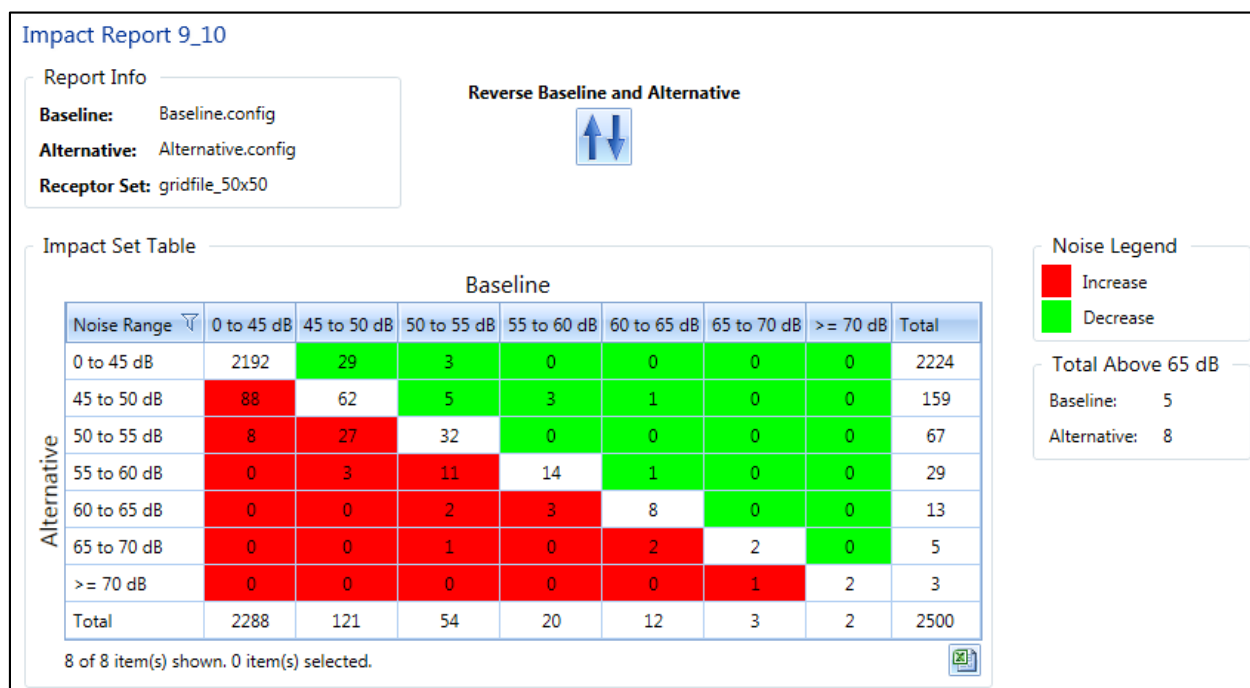 Impact Report 9_10
Report Info
Baseline: Baseline.config
Alternative: Alternative.config
Receptor Set: gridfile_50x50
Reverse Baseline and Alternative
Impact Set Table
Baseline
Noise Range 0 to 45 dB 45 to 50 dB 50 to 55 dB 55 to 60 dB 60 to 65 dB 65 to 70 dB >= 70 dB Total
0 to 45 dB 2192 29 3 0 0 0 0 2224
45 to 50 dB 88 62 5 3 1 0 0 159
50 to 55 dB 8 27 32 0 0 0 0 67
55 to 60 dB 0 3 11 14 1 0 0 29
60 to 65 dB 0 0 2 3 8 0 0 13
65 to 70 dB 0 0 1 0 2 2 0 5
>= 70 dB 0 0 0 0 0 1 2 3
Total 2288 121 54 20 12 3 2 2500
Alternative
8 of 8 item(s) shown. 0 item(s) selected.
Noise Legend
Increase
Decrease
Total Above 65 dB
Baseline: 5
Alternative: 8